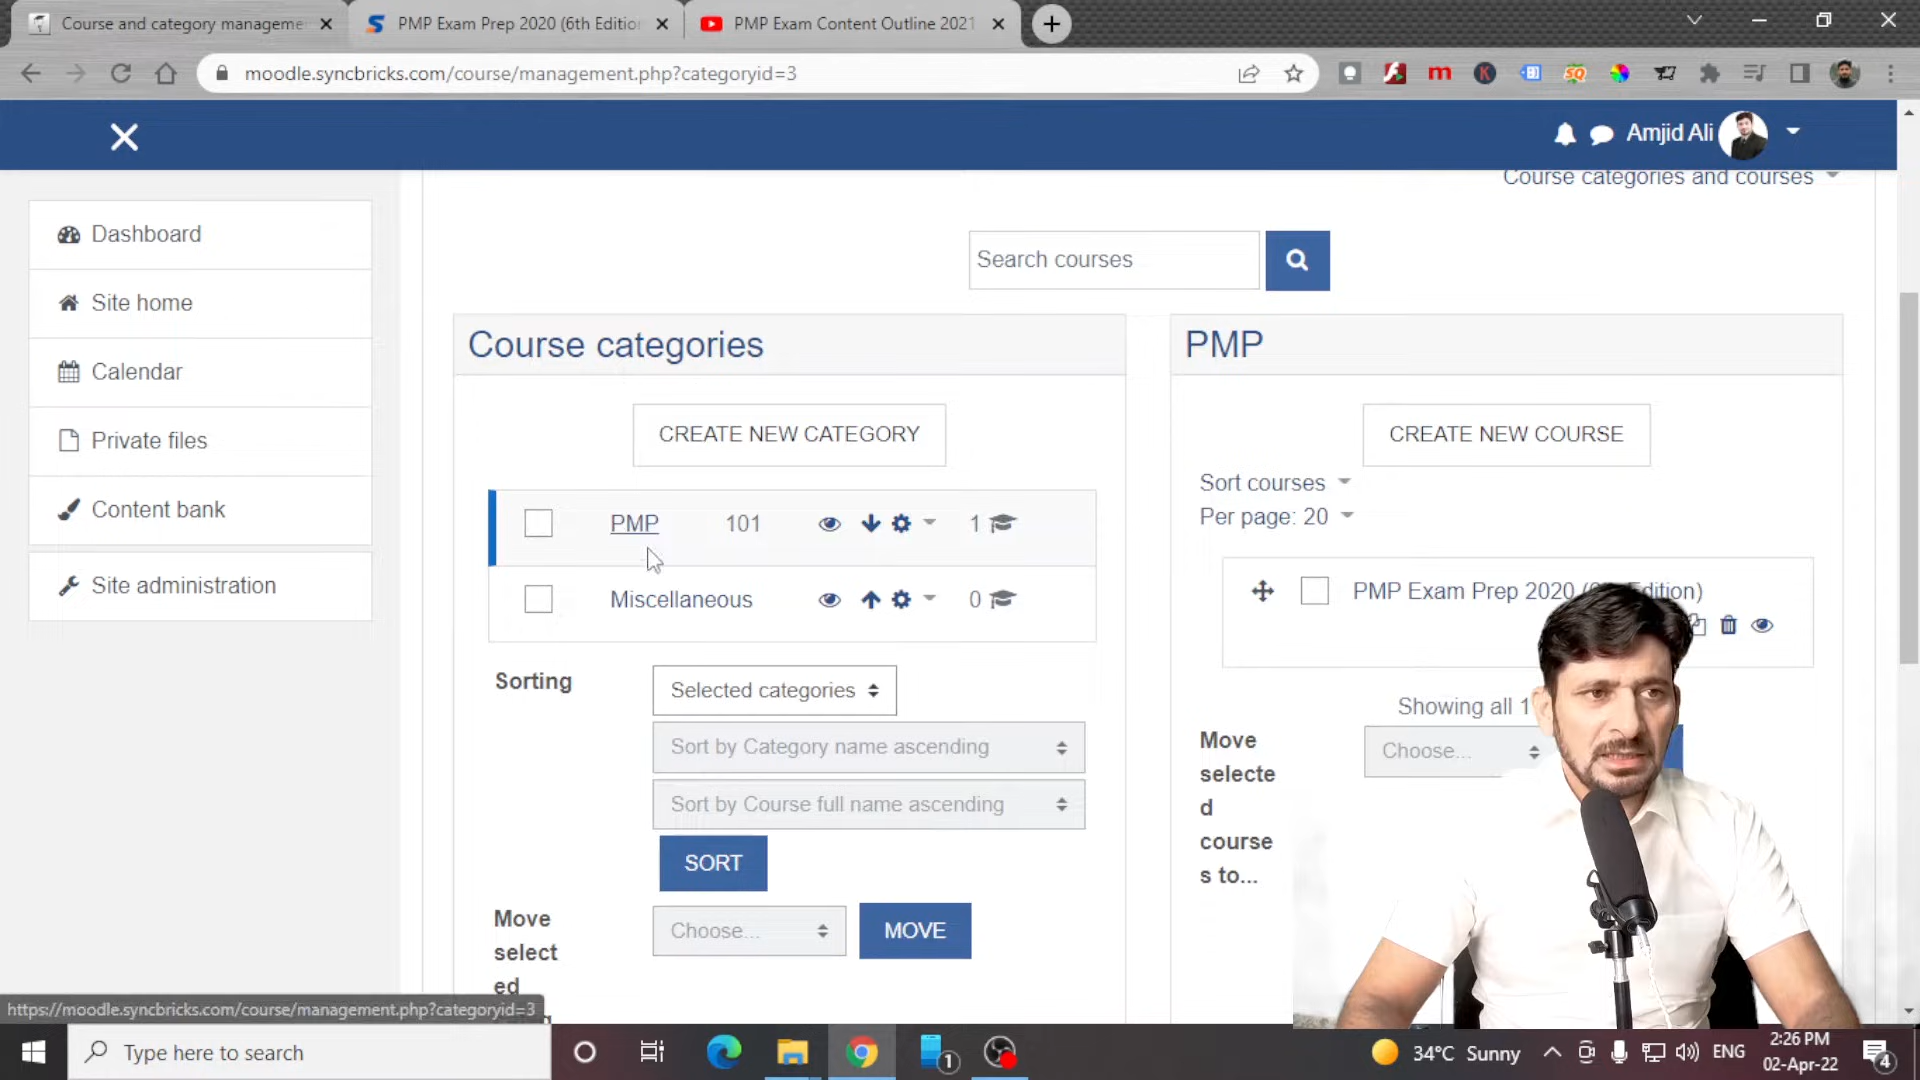 Course and category manageme
PMP Exam Prep 2020 (6th Edition
PMP Exam Content Outline 2021
moodle.syncbricks.com/course/management.php?categoryid=3
Amjid Ali
Course categories and courses
Dashboard
Site home
Calendar
Private files
Content bank
Site administration
Search courses
Course categories
CREATE NEW CATEGORY
PMP 101 1
Miscellaneous 0
Sorting
Selected categories
Sort by Category name ascending
Sort by Course full name ascending
SORT
Move
select
ed
Choose...
MOVE
PMP
CREATE NEW COURSE
Sort courses
Per page: 20
PMP Exam Prep 2020
Showing all 1
Move
selecte
d
course
s to...
Choose...
https://moodle.syncbricks.com/course/management.php?categoryid=3
Type here to search
1
34°C Sunny
ENG
2:26 PM
02-Apr-22
4